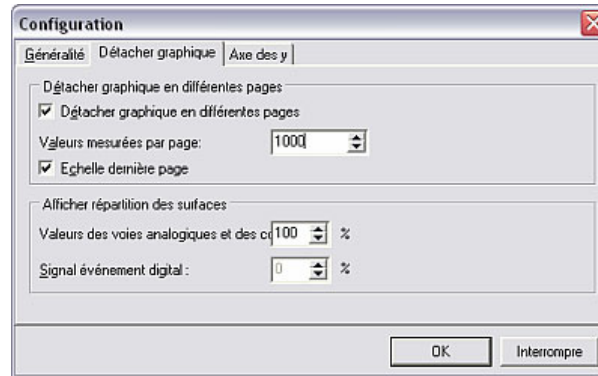 Configuration
Généralité Détacher graphique Axe des y
Détacher graphique en différentes pages
Détacher graphique en différentes pages
Valeurs mesurées par page: 1000
Echelle dernière page
Afficher répartition des surfaces
Valeurs des voies analogiques et des co 100 %
Signal événement digital : 0 %
OK Interrompre